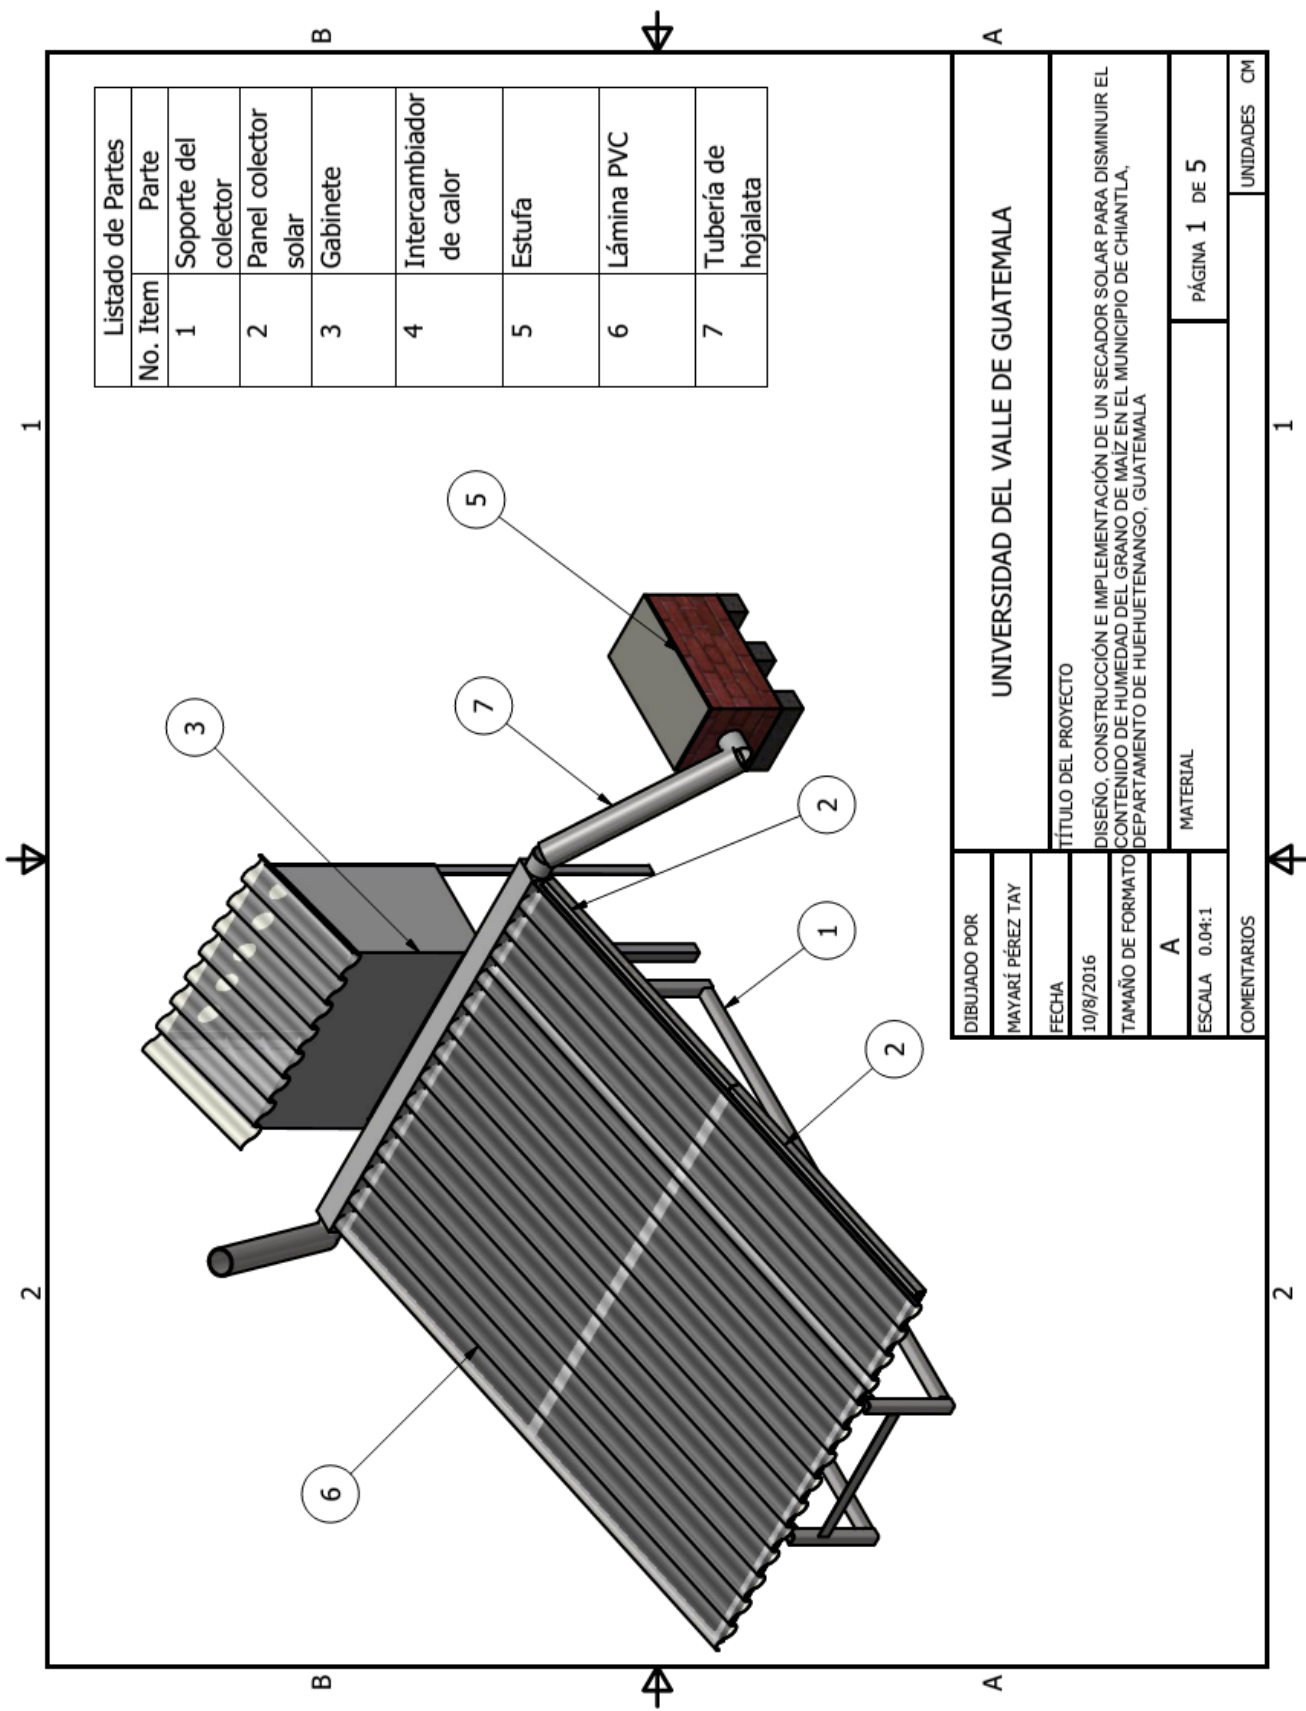 1
2
B
A
Listado de Partes
No. Item Parte
1 Soporte del
colector
2 Panel colector
solar
3 Gabinete
4 Intercambiador
de calor
5 Estufa
6 Lámina PVC
7 Tubería de
hojalata
3
5
7
6
2
1
2
DIBUJADO POR
MAYARÍ PÉREZ TAY
FECHA
10/8/2016
TAMAÑO DE FORMATO
A
ESCALA 0.04:1
COMENTARIOS
UNIVERSIDAD DEL VALLE DE GUATEMALA
TÍTULO DEL PROYECTO
DISEÑO, CONSTRUCCIÓN E IMPLEMENTACIÓN DE UN SECADOR SOLAR PARA DISMINUIR EL
CONTENIDO DE HUMEDAD DEL GRANO DE MAÍZ EN EL MUNICIPIO DE CHIANTLA,
DEPARTAMENTO DE HUEHUETENANGO, GUATEMALA
MATERIAL
PÁGINA 1 DE 5
UNIDADES CM
B
A
2
1